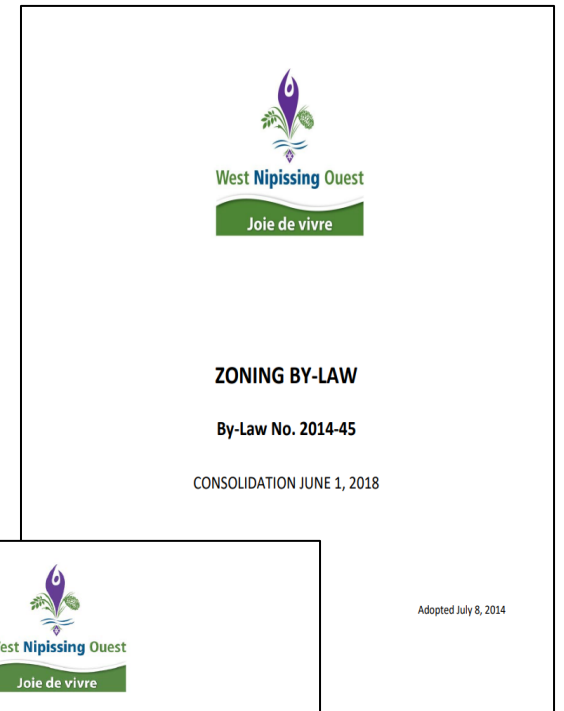 West Nipissing Ouest
Joie de vivre
ZONING BY-LAW
By-Law No. 2014-45
CONSOLIDATION JUNE 1, 2018
Adopted July 8, 2014
est Nipissing Ouest
Joie de vivre